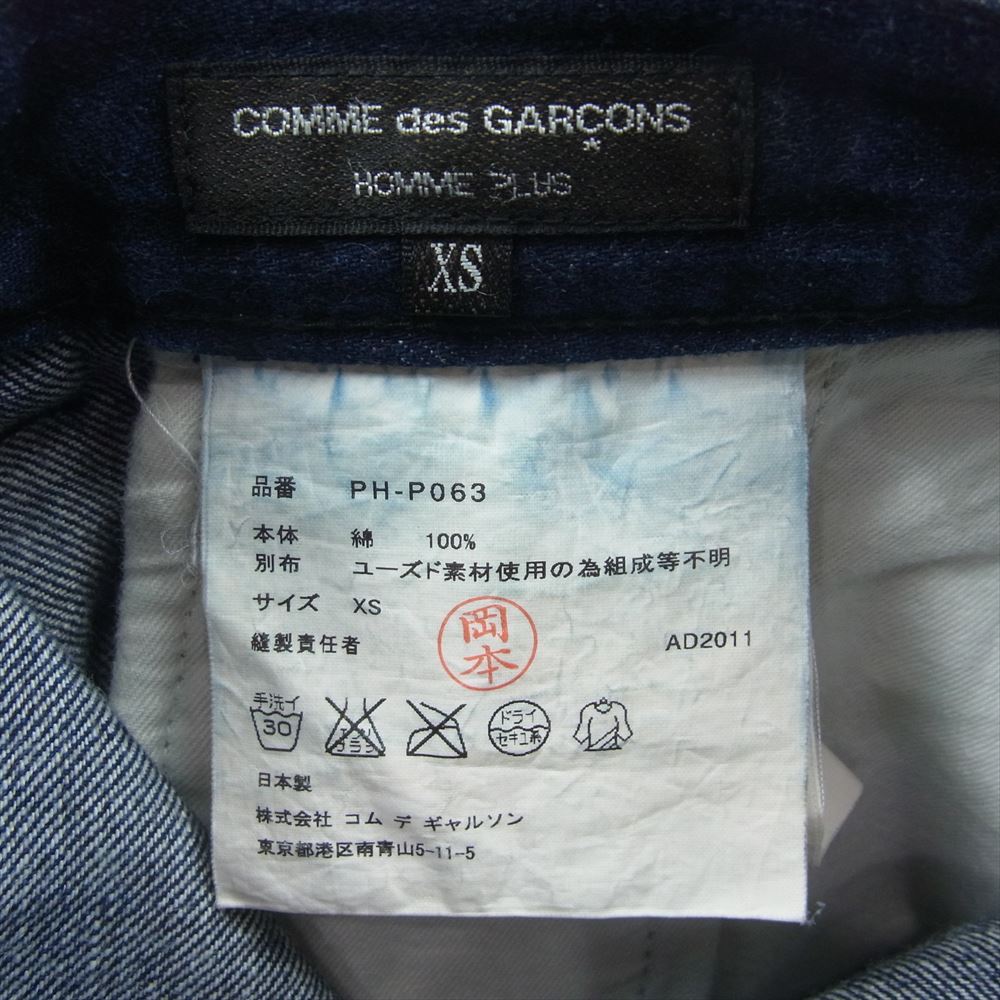 COMME des GARÇONS
*
HOMME PLUS
XS
品番 PH-P063
本体 綿 100%
別布 ユーズド素材使用の為組成等不明
サイズ XS
縫製責任者 岡本 AD2011
手洗イ
30
ドライ
セキユ系
日本製
株式会社 コム デ ギャルソン
東京都港区南青山5-11-5